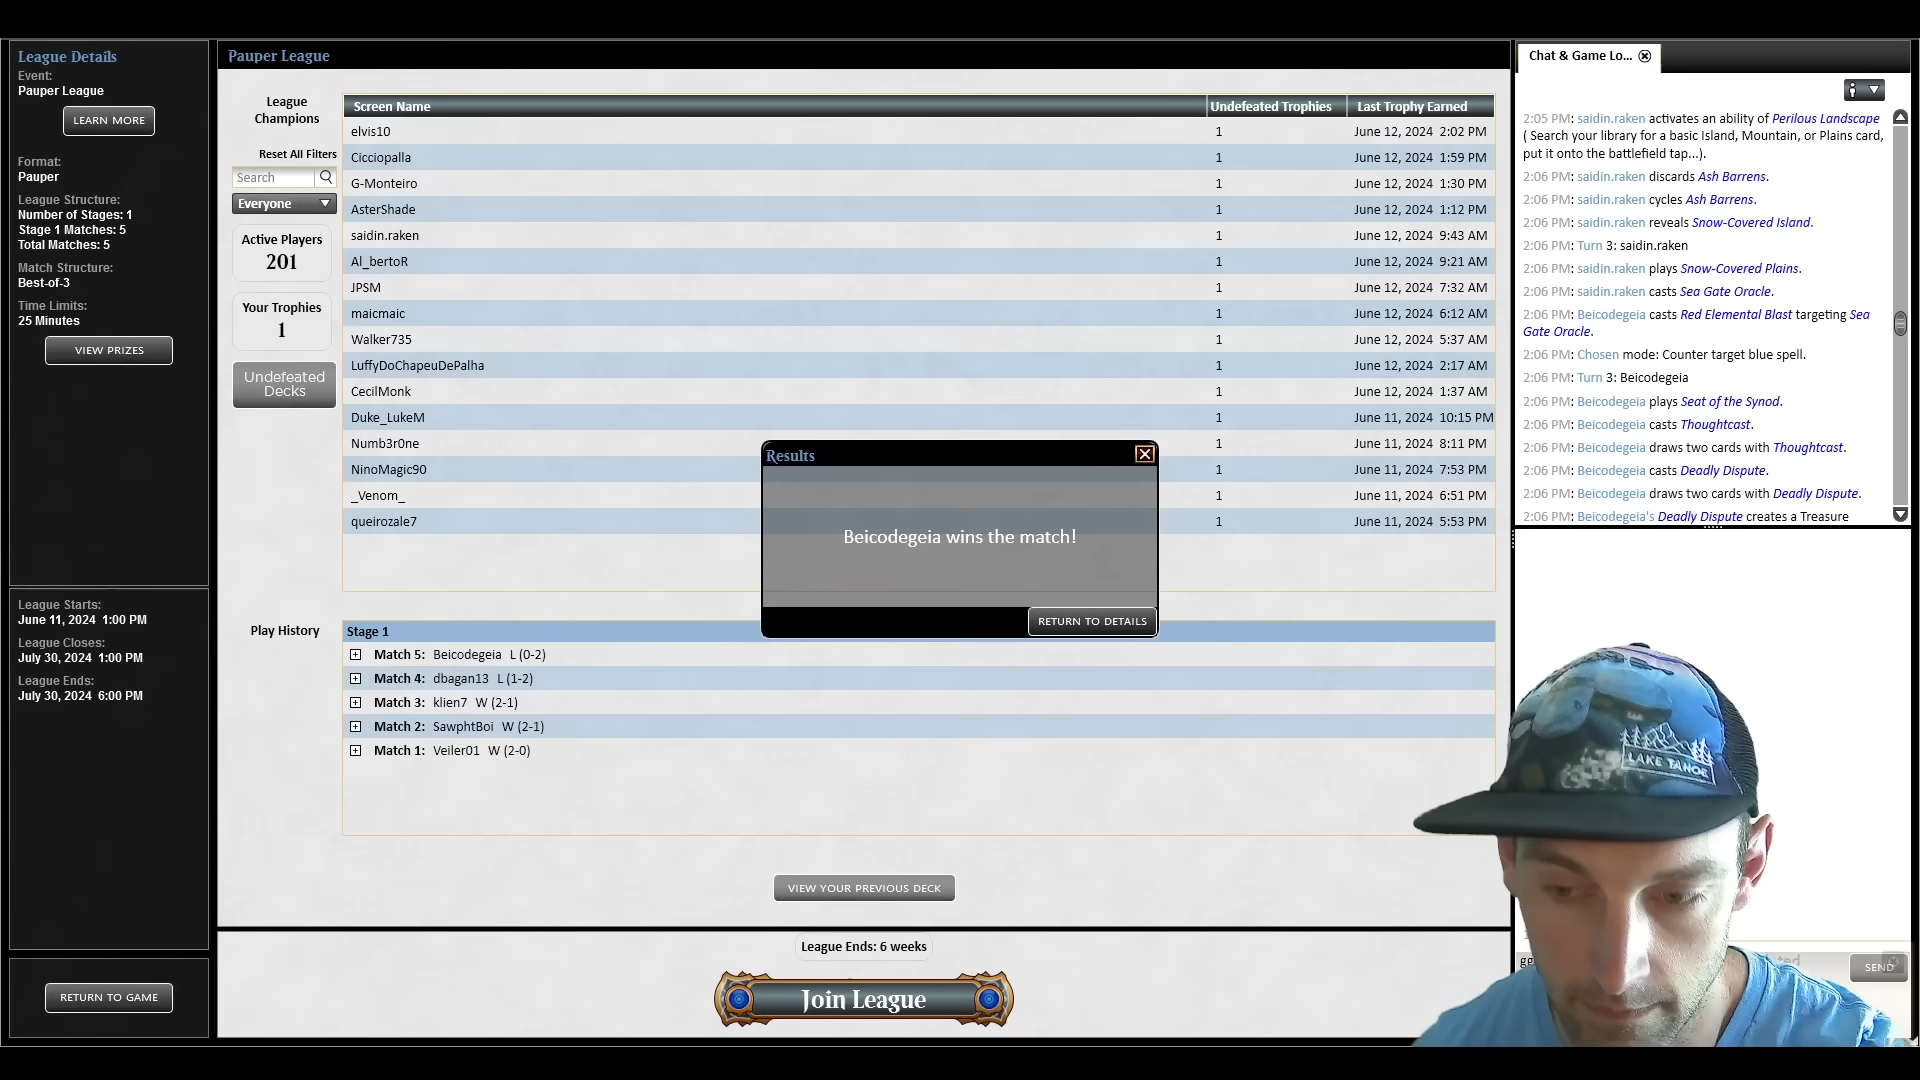 League Details
Event:
Pauper League
LEARN MORE
Format:
Pauper
League Structure:
Number of Stages: 1
Stage 1 Matches: 5
Total Matches: 5
Match Structure:
Best-of-3
Time Limits:
25 Minutes
VIEW PRIZES
League Starts:
June 11, 2024 1:00 PM
League Closes:
July 30, 2024 1:00 PM
League Ends:
July 30, 2024 6:00 PM
RETURN TO GAME
Pauper League
League
Champions
Reset All Filters
Search
Everyone
Active Players
201
Your Trophies
1
Undefeated
Decks
Screen Name Undefeated Trophies Last Trophy Earned
elvis10 1 June 12, 2024 2:02 PM
Cicciopalla 1 June 12, 2024 1:59 PM
G-Monteiro 1 June 12, 2024 1:30 PM
AsterShade 1 June 12, 2024 1:12 PM
saidin.raken 1 June 12, 2024 9:43 AM
Al_bertoR 1 June 12, 2024 9:21 AM
JPSM 1 June 12, 2024 7:32 AM
maicmaic 1 June 12, 2024 6:12 AM
Walker735 1 June 12, 2024 5:37 AM
LuffyDoChapeuDePalha 1 June 12, 2024 2:17 AM
CecilMonk 1 June 12, 2024 1:37 AM
Duke_LukeM 1 June 11, 2024 10:15 PM
Numb3r0ne 1 June 11, 2024 8:11 PM
NinoMagic90 1 June 11, 2024 7:53 PM
_Venom_ 1 June 11, 2024 6:51 PM
queirozale7 1 June 11, 2024 5:53 PM
Results
Beicodegeia wins the match!
RETURN TO DETAILS
Play History
Stage 1
Match 5: Beicodegeia L (0-2)
Match 4: dbagan13 L (1-2)
Match 3: klien7 W (2-1)
Match 2: SawphtBoi W (2-1)
Match 1: Veiler01 W (2-0)
VIEW YOUR PREVIOUS DECK
League Ends: 6 weeks
Join League
Chat & Game Lo...
2:05 PM: saidin.raken activates an ability of Perilous Landscape
( Search your library for a basic Island, Mountain, or Plains card,
put it onto the battlefield tap...).
2:06 PM: saidin.raken discards Ash Barrens.
2:06 PM: saidin.raken cycles Ash Barrens.
2:06 PM: saidin.raken reveals Snow-Covered Island.
2:06 PM: Turn 3: saidin.raken
2:06 PM: saidin.raken plays Snow-Covered Plains.
2:06 PM: saidin.raken casts Sea Gate Oracle.
2:06 PM: Beicodegeia casts Red Elemental Blast targeting Sea
Gate Oracle.
2:06 PM: Chosen mode: Counter target blue spell.
2:06 PM: Turn 3: Beicodegeia
2:06 PM: Beicodegeia plays Seat of the Synod.
2:06 PM: Beicodegeia casts Thoughtcast.
2:06 PM: Beicodegeia draws two cards with Thoughtcast.
2:06 PM: Beicodegeia casts Deadly Dispute.
2:06 PM: Beicodegeia draws two cards with Deadly Dispute.
2:06 PM: Beicodegeia's Deadly Dispute creates a Treasure
LAKE TAHOE
SEND